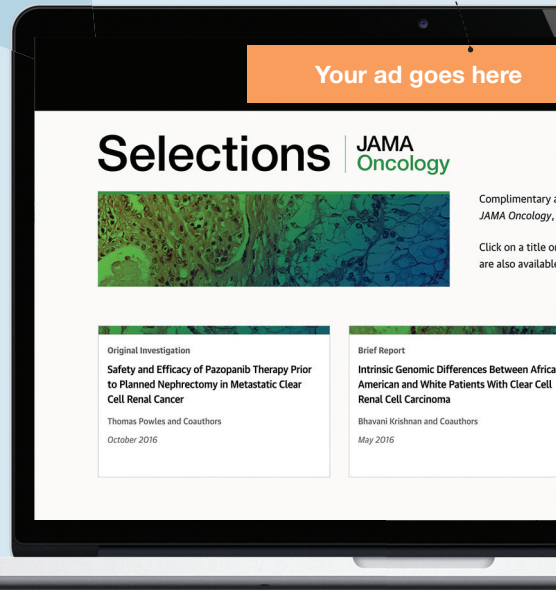 Your ad goes here
Selections
JAMA
Oncology
Complimentary a
JAMA Oncology,
Click on a title or
are also available
Original Investigation
Safety and Efficacy of Pazopanib Therapy Prior
to Planned Nephrectomy in Metastatic Clear
Cell Renal Cancer
Thomas Powles and Coauthors
October 2016
Brief Report
Intrinsic Genomic Differences Between Africa
American and White Patients With Clear Cell
Renal Cell Carcinoma
Bhavani Krishnan and Coauthors
May 2016